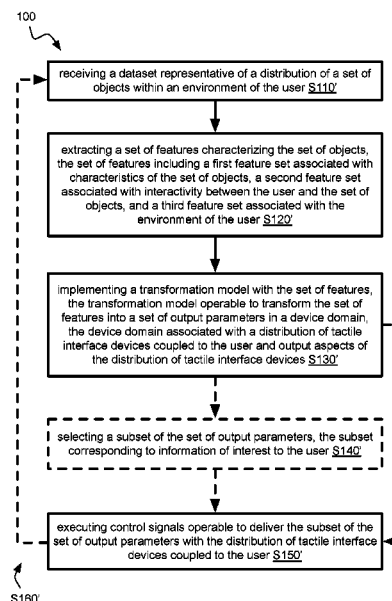 100
receiving a dataset representative of a distribution of a set of
objects within an environment of the user S110'
extracting a set of features characterizing the set of objects,
the set of features including a first feature set associated with
characteristics of the set of objects, a second feature set
associated with interactivity between the user and the set of
objects, and a third feature set associated with the
environment of the user S120'
implementing a transformation model with the set of features,
the transformation model operable to transform the set of
features into a set of output parameters in a device domain,
the device domain associated with a distribution of tactile
interface devices coupled to the user and output aspects of
the distribution of tactile interface devices S130'
selecting a subset of the set of output parameters, the subset
corresponding to information of interest to the user S140'
executing control signals operable to deliver the subset of the
set of output parameters with the distribution of tactile
interface devices coupled to the user S150'
S160'